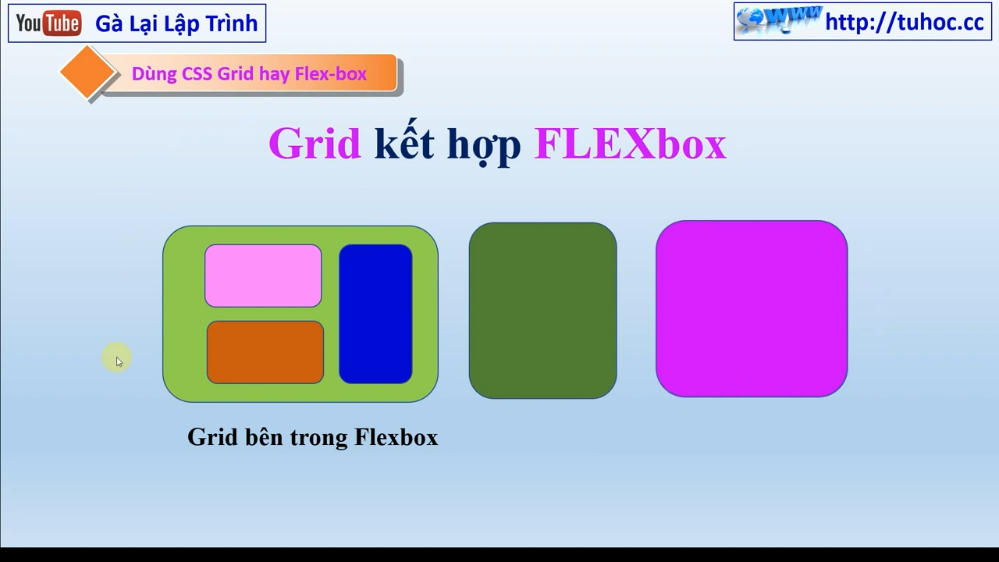 YouTube Gà Lại Lập Trình
WWW http://tuhoc.cc
Dùng CSS Grid hay Flex-box
Grid kết hợp FLEXbox
Grid bên trong Flexbox